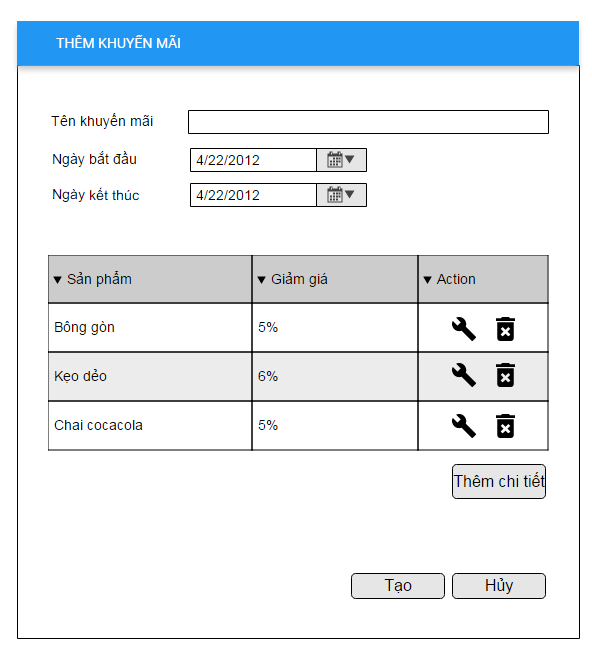 THÊM KHUYẾN MÃI
Tên khuyến mãi
Ngày bắt đầu 4/22/2012
Ngày kết thúc 4/22/2012
Sản phẩm Giảm giá Action
Bông gòn 5%
Kẹo dẻo 6%
Chai cocacola 5%
Thêm chi tiết
Tạo Hủy